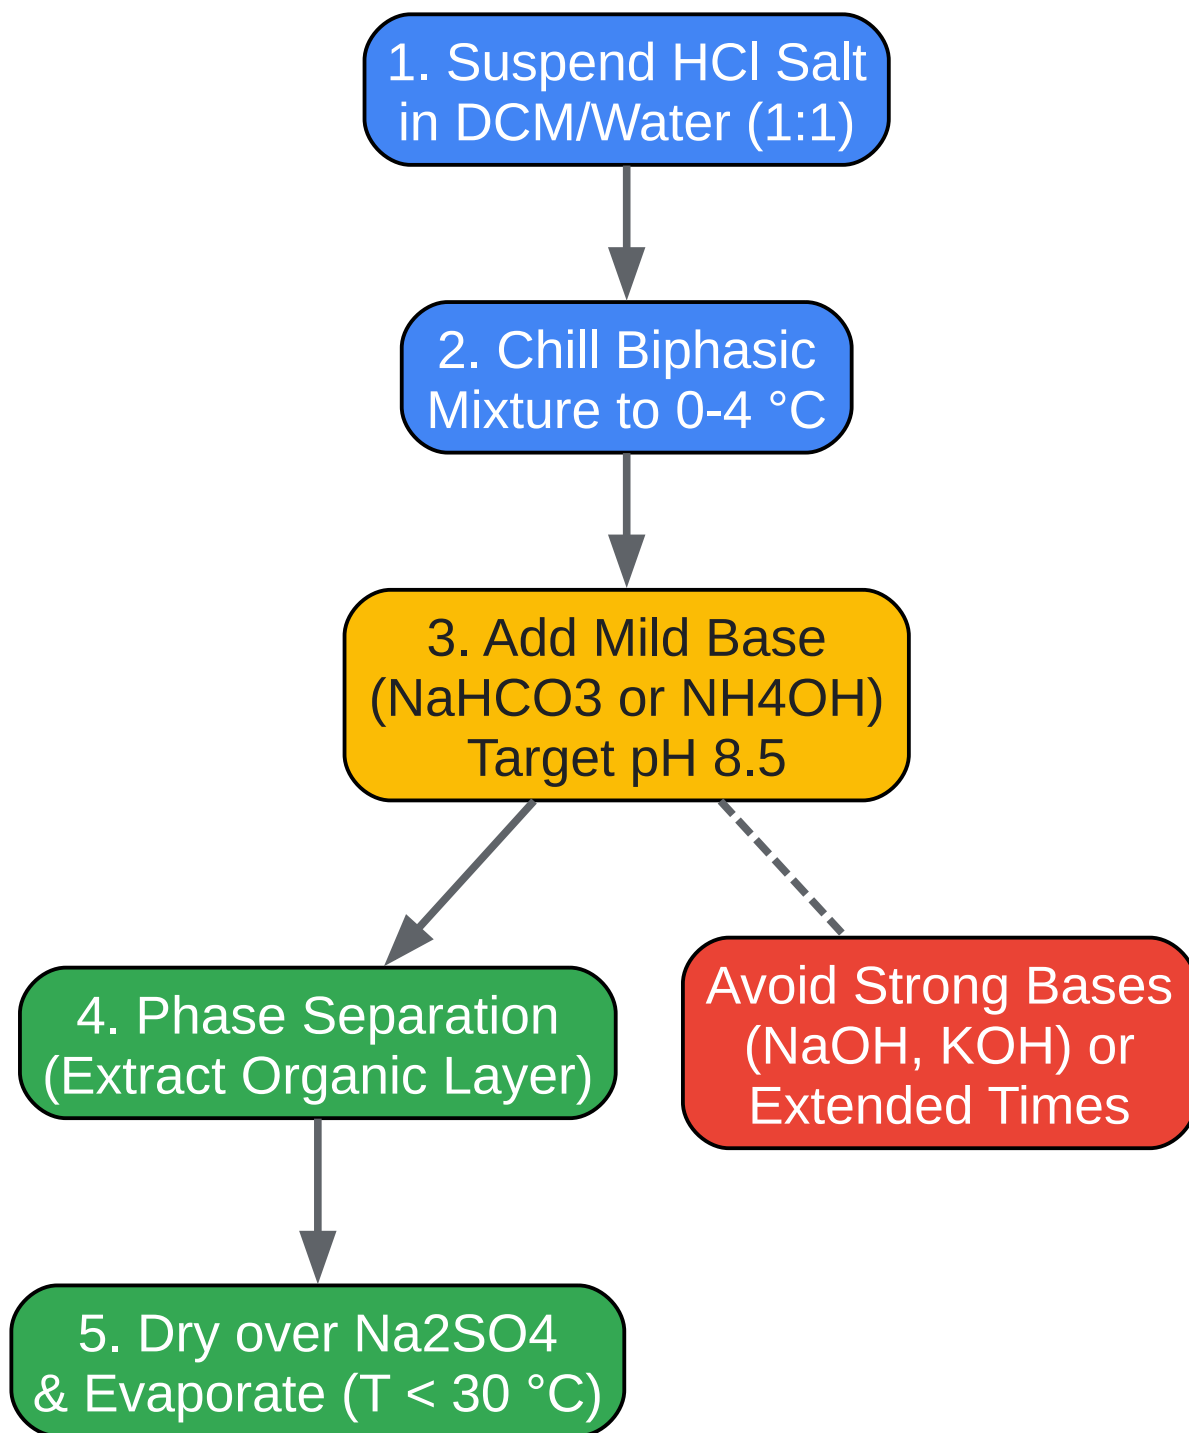 1. Suspend HCl Salt
in DCM/Water (1:1)
2. Chill Biphasic
Mixture to 0-4 °C
3. Add Mild Base
(NaHCO3 or NH4OH)
Target pH 8.5
4. Phase Separation
(Extract Organic Layer)
Avoid Strong Bases
(NaOH, KOH) or
Extended Times
5. Dry over Na2SO4
& Evaporate (T < 30 °C)